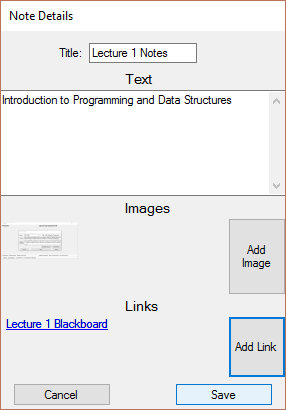 Note Details
Title: Lecture 1 Notes
Text
Introduction to Programming and Data Structures
Images
Add
Image
Links
Lecture 1 Blackboard
Add Link
Cancel
Save